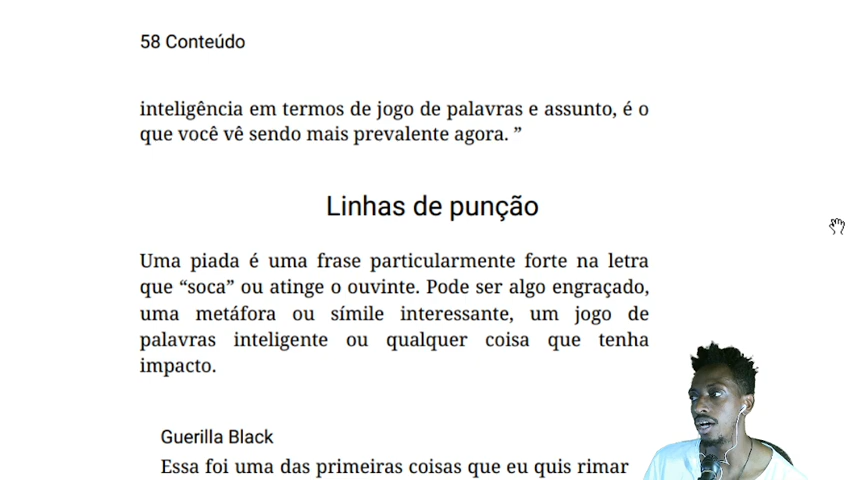 58 Conteúdo
inteligência em termos de jogo de palavras e assunto, é o
que você vê sendo mais prevalente agora. ”
Linhas de punção
Uma piada é uma frase particularmente forte na letra
que “soca” ou atinge o ouvinte. Pode ser algo engraçado,
uma metáfora ou símile interessante, um jogo de
palavras inteligente ou qualquer coisa que tenha
impacto.
Guerilla Black
Essa foi uma das primeiras coisas que eu quis rimar